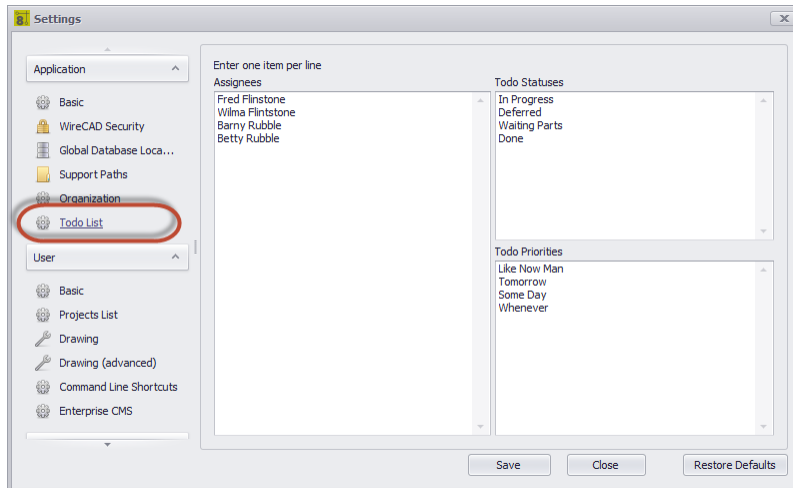 8 Settings
Application
Basic
WireCAD Security
Global Database Loca...
Support Paths
Organization
Todo List
User
Basic
Projects List
Drawing
Drawing (advanced)
Command Line Shortcuts
Enterprise CMS
Enter one item per line
Assignees
Fred Flinstone
Wilma Flintstone
Barny Rubble
Betty Rubble
Todo Statuses
In Progress
Deferred
Waiting Parts
Done
Todo Priorities
Like Now Man
Tomorrow
Some Day
Whenever
Save
Close
Restore Defaults